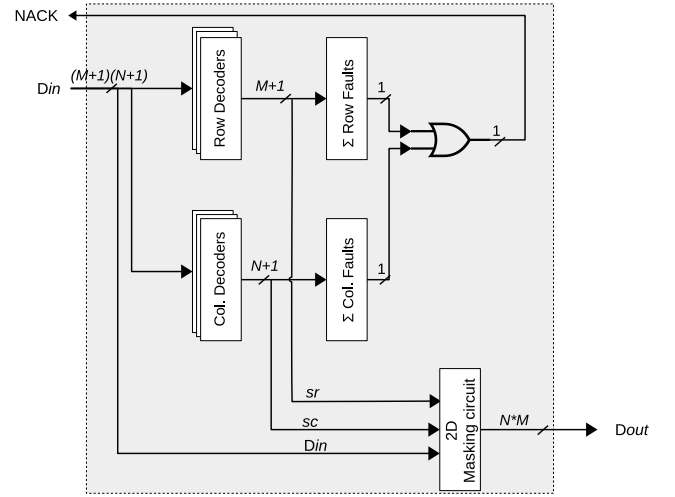 NACK
(M+1)(N+1)
Din
Row Decoders
M+1
Σ Row Faults
1
1
Col. Decoders
N+1
Σ Col. Faults
1
sr
sc
Din
2D
Masking circuit
N*M
Dout